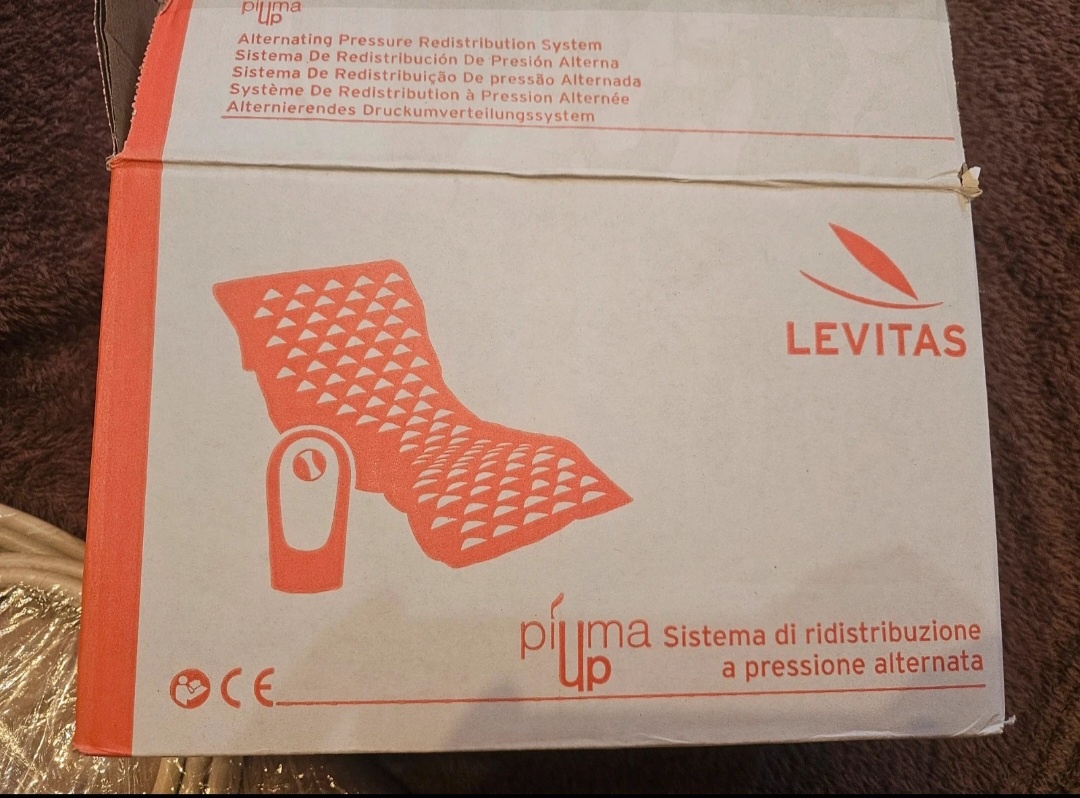 piuma
up
Alternating Pressure Redistribution System
Sistema De Redistribución De Presión Alterna
Sistema De Redistribuição De pressão Alternada
Système De Redistribution à Pression Alternée
Alternierendes Druckumverteilungssystem
LEVITAS
piuma Sistema di ridistribuzione
up a pressione alternata
CE